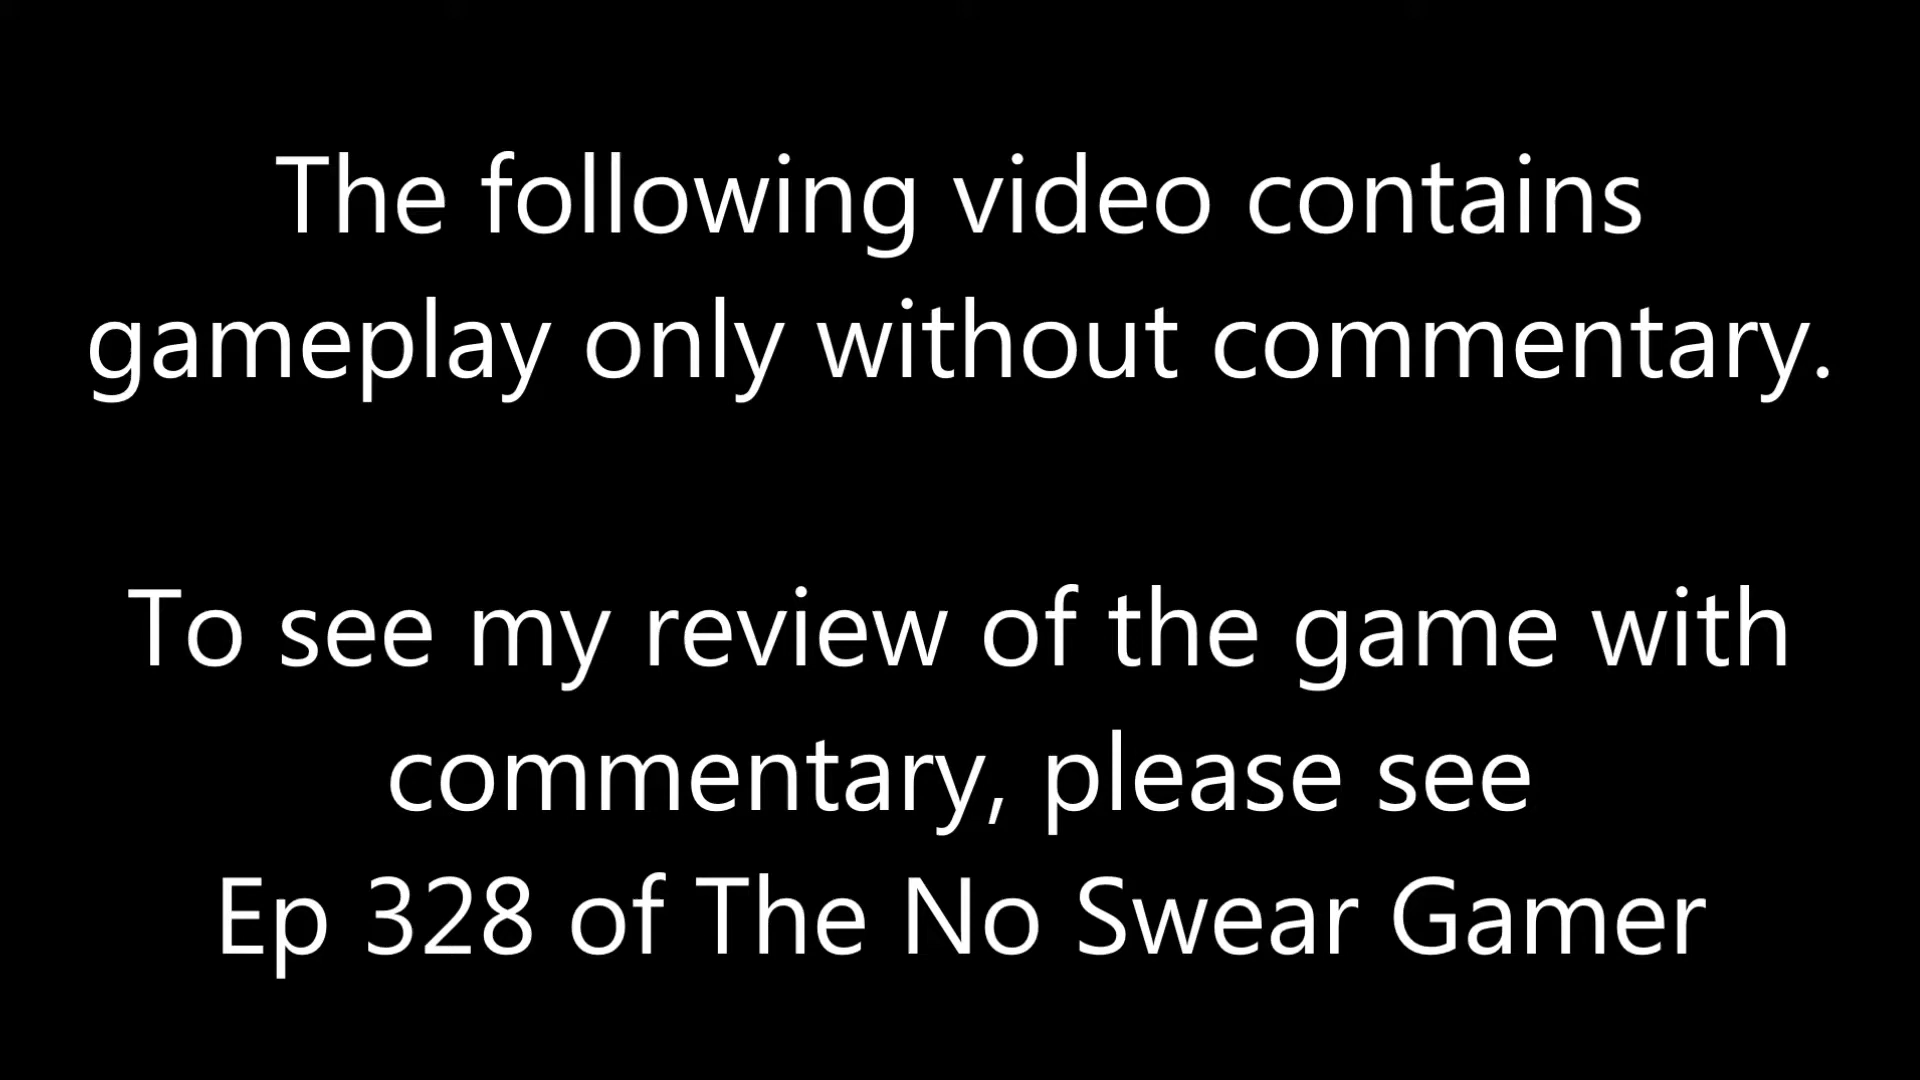 The following video contains
gameplay only without commentary.
To see my review of the game with
commentary, please see
Ep 328 of The No Swear Gamer